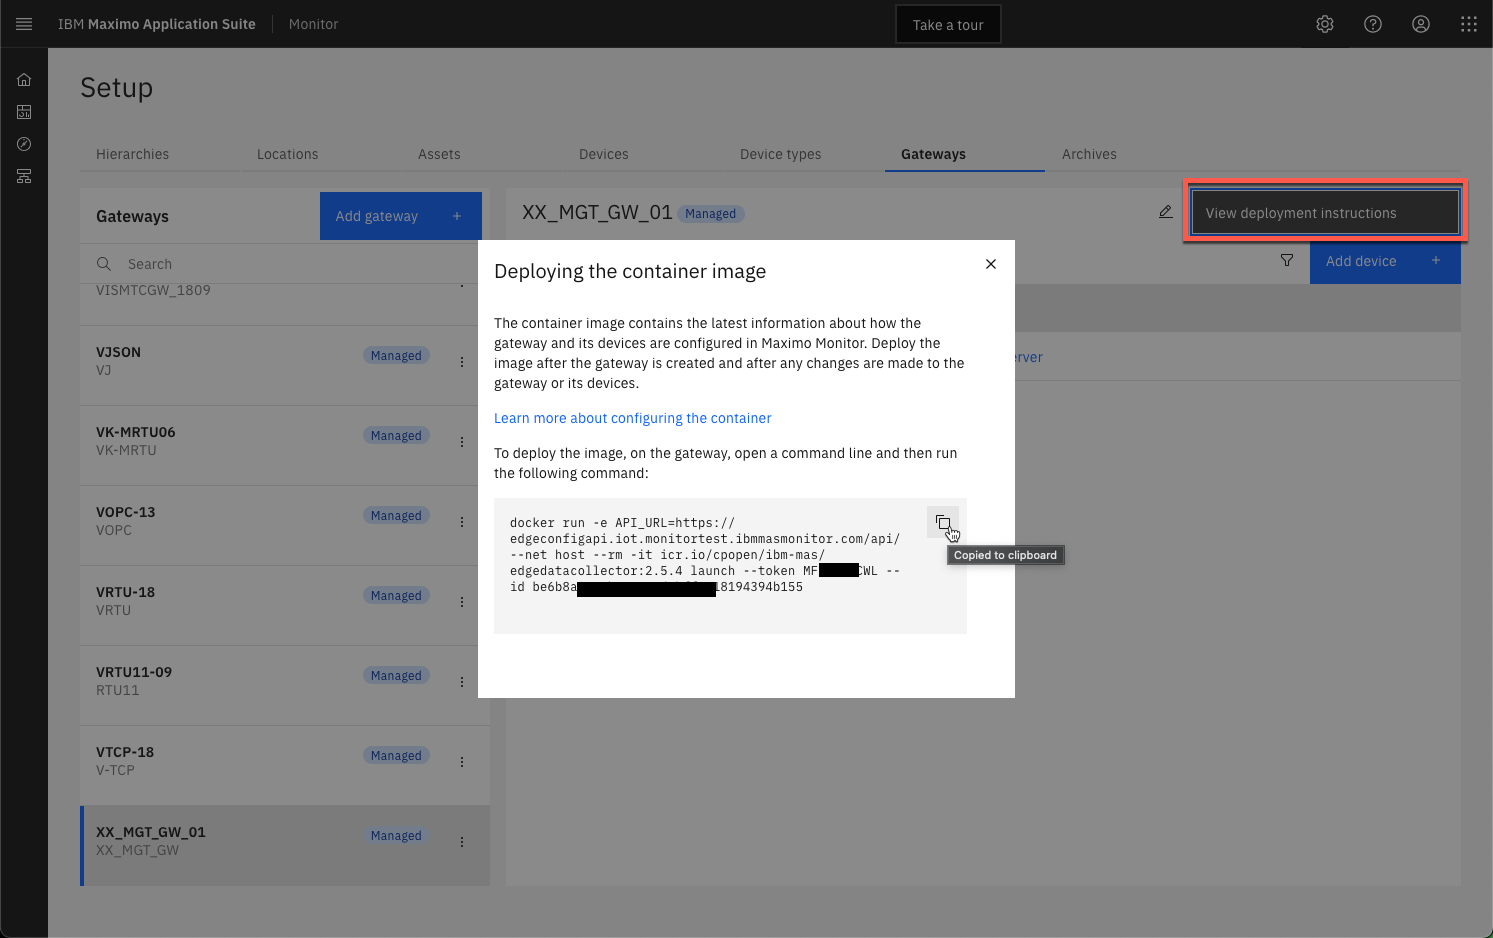 IBM Maximo Application Suite
Monitor
Take a tour
Setup
Hierarchies
Locations
Assets
Devices
Device types
Gateways
Archives
Gateways
Add gateway +
XX_MGT_GW_01 Managed
View deployment instructions
Search
Add device +
VISMTCGW_1809
VJSON
Managed
VJ
VK-MRTU06
Managed
VK-MRTU
VOPC-13
Managed
VOPC
VRTU-18
Managed
VRTU
VRTU11-09
Managed
RTU11
VTCP-18
Managed
V-TCP
XX_MGT_GW_01
Managed
XX_MGT_GW
erver
Deploying the container image
The container image contains the latest information about how the
gateway and its devices are configured in Maximo Monitor. Deploy the
image after the gateway is created and after any changes are made to the
gateway or its devices.
Learn more about configuring the container
To deploy the image, on the gateway, open a command line and then run
the following command:
docker run -e API_URL=https://
edgeconfigapi.iot.monitortest.ibmmasmonitor.com/api/
--net host --rm -it icr.io/cpopen/ibm-mas/
edgedatacollector:2.5.4 launch --token MF CWL --
id be6b8a 18194394b155
Copied to clipboard